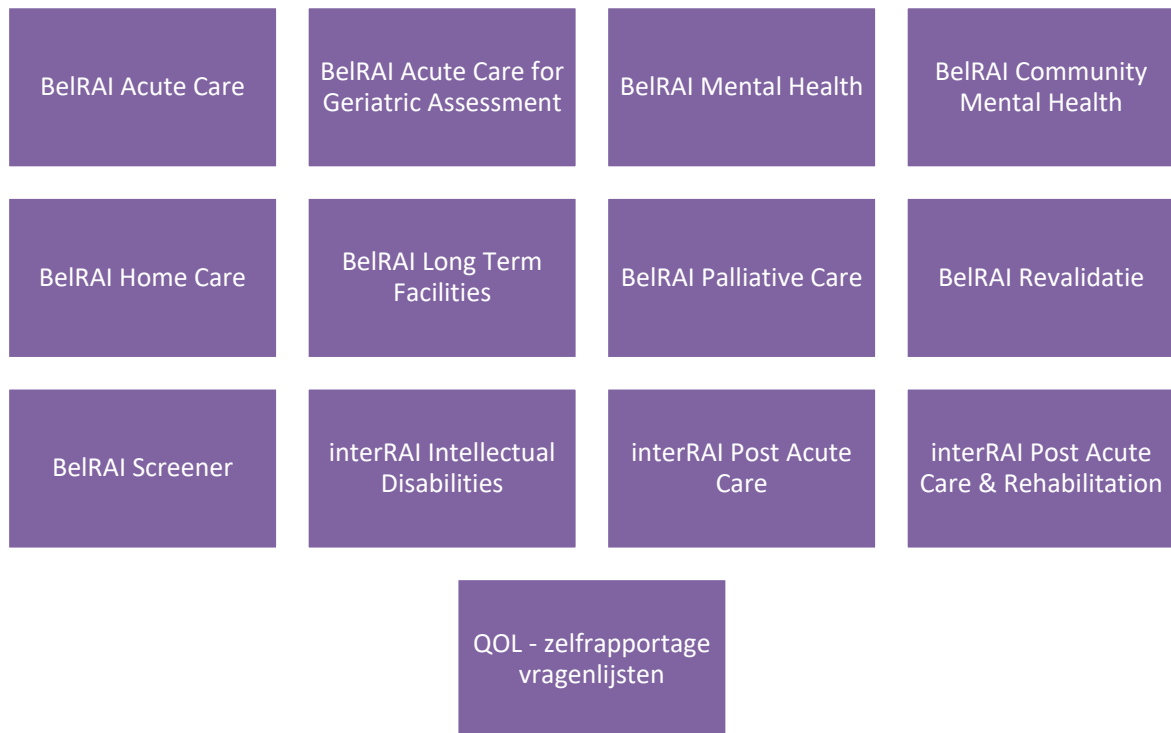 BelRAI Acute Care
BelRAI Acute Care for
Geriatric Assessment
BelRAI Mental Health
BelRAI Community
Mental Health
BelRAI Home Care
BelRAI Long Term
Facilities
BelRAI Palliative Care
BelRAI Revalidatie
BelRAI Screener
interRAI Intellectual
Disabilities
interRAI Post Acute
Care
interRAI Post Acute
Care & Rehabilitation
QOL - zelfrapportage
vragenlijsten